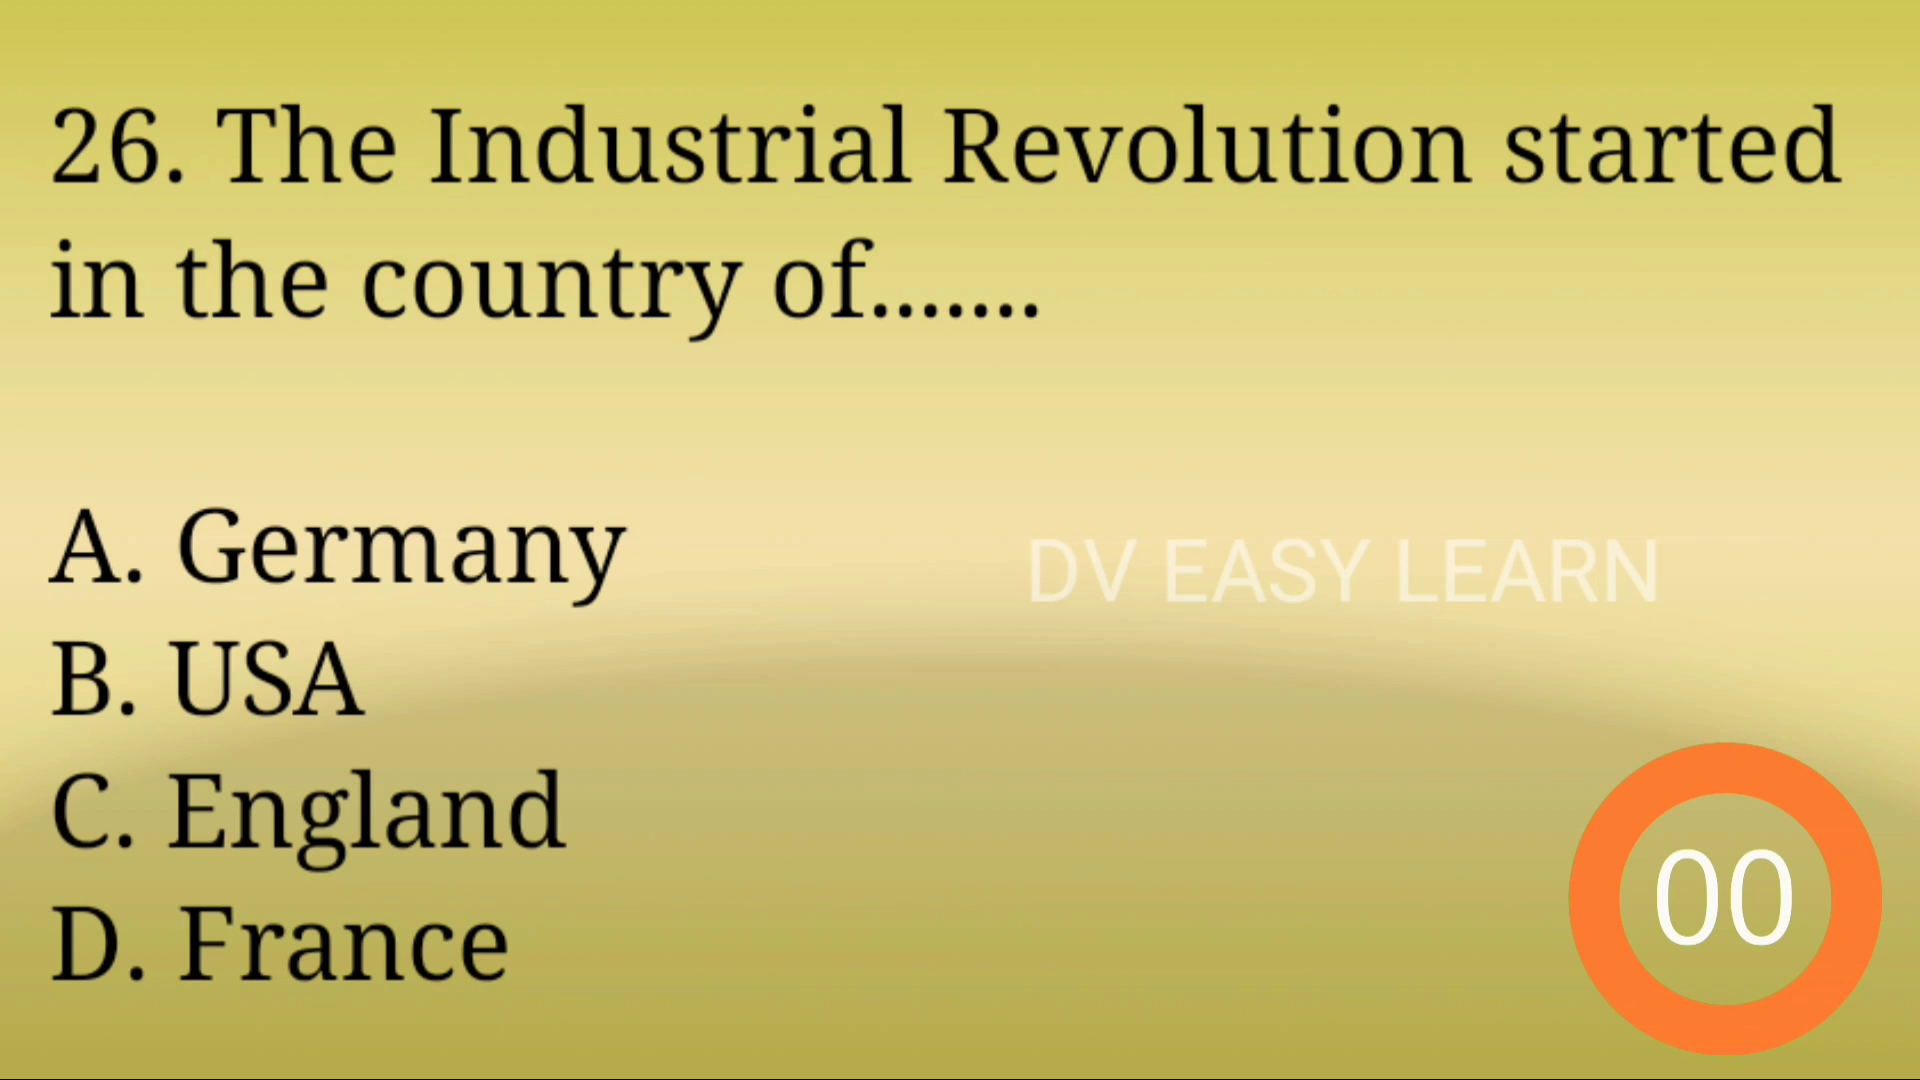 26. The Industrial Revolution started
in the country of.......
A. Germany
DV EASY LEARN
B. USA
C. England
D. France
00